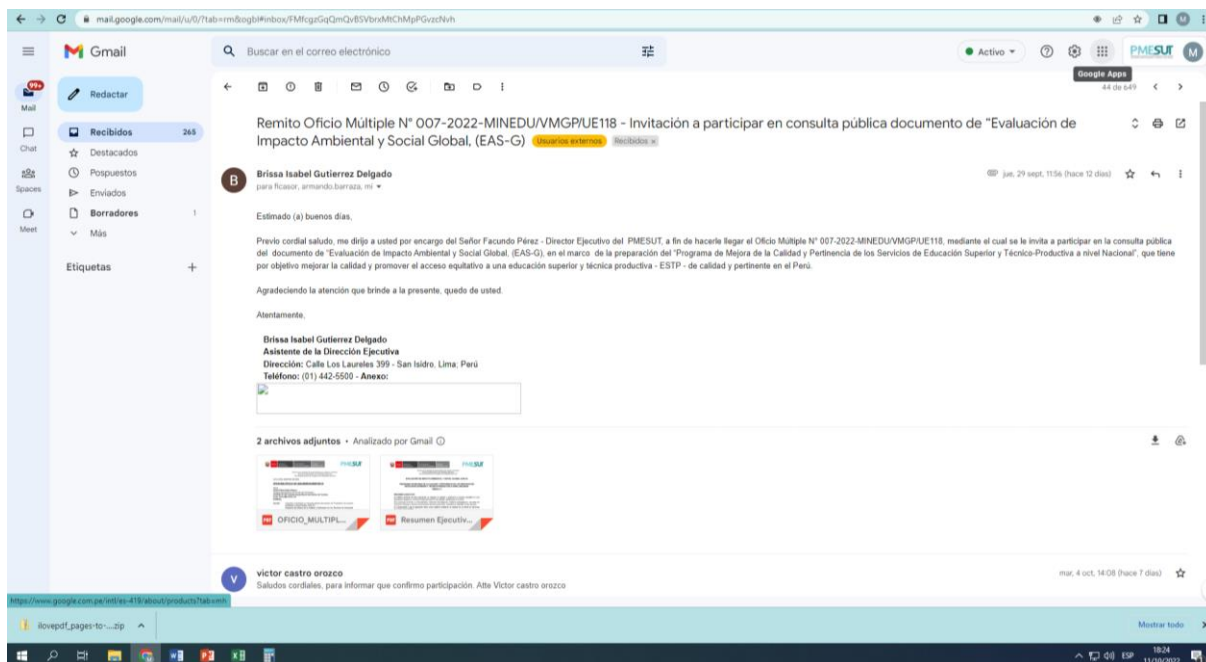 mail.google.com/mail/u/0/?tab=rm&ogbl#inbox/FMfcgzGqQmQvBSVbrxMtChMpPGvzcNvh
Gmail
Buscar en el correo electrónico
Activo
PMESUT
M
Google Apps
99+
Mail
Chat
Spaces
Meet
Redactar
Recibidos 265
Destacados
Pospuestos
Enviados
Borradores 1
Más
Etiquetas
44 de 649
Remito Oficio Múltiple N° 007-2022-MINEDU/VMGP/UE118 - Invitación a participar en consulta pública documento de "Evaluación de
Impacto Ambiental y Social Global, (EAS-G) Usuarios externos Recibidos x
B
Brissa Isabel Gutierrez Delgado jue, 29 sept, 11:56 (hace 12 días)
para ficasor, armando.barraza, mi
Estimado (a) buenos días,
Previo cordial saludo, me dirijo a usted por encargo del Señor Facundo Pérez - Director Ejecutivo del PMESUT, a fin de hacerle llegar el Oficio Múltiple N° 007-2022-MINEDU/VMGP/UE118, mediante el cual se le invita a participar en la consulta pública
del documento de "Evaluación de Impacto Ambiental y Social Global, (EAS-G), en el marco de la preparación del "Programa de Mejora de la Calidad y Pertinencia de los Servicios de Educación Superior y Técnico-Productiva a nivel Nacional", que tiene
por objetivo mejorar la calidad y promover el acceso equitativo a una educación superior y técnica productiva - ESTP - de calidad y pertinente en el Perú.
Agradeciendo la atención que brinde a la presente, quedo de usted.
Atentamente,
Brissa Isabel Gutierrez Delgado
Asistente de la Dirección Ejecutiva
Dirección: Calle Los Laureles 399 - San Isidro, Lima; Perú
Teléfono: (01) 442-5500 - Anexo:
2 archivos adjuntos • Analizado por Gmail
PMESUT
PMESUT
PDF OFICIO_MULTIPL...
PDF Resumen Ejecutiv...
V
victor castro orozco mar, 4 oct, 14:08 (hace 7 días)
Saludos cordiales, para informar que confirmo participación. Atte Victor castro orozco
https://www.google.com.pe/intl/es-419/about/products?tab=mh
ilovepdf_pages-to-....zip
Mostrar todo
ESP
18:24
11/10/2022